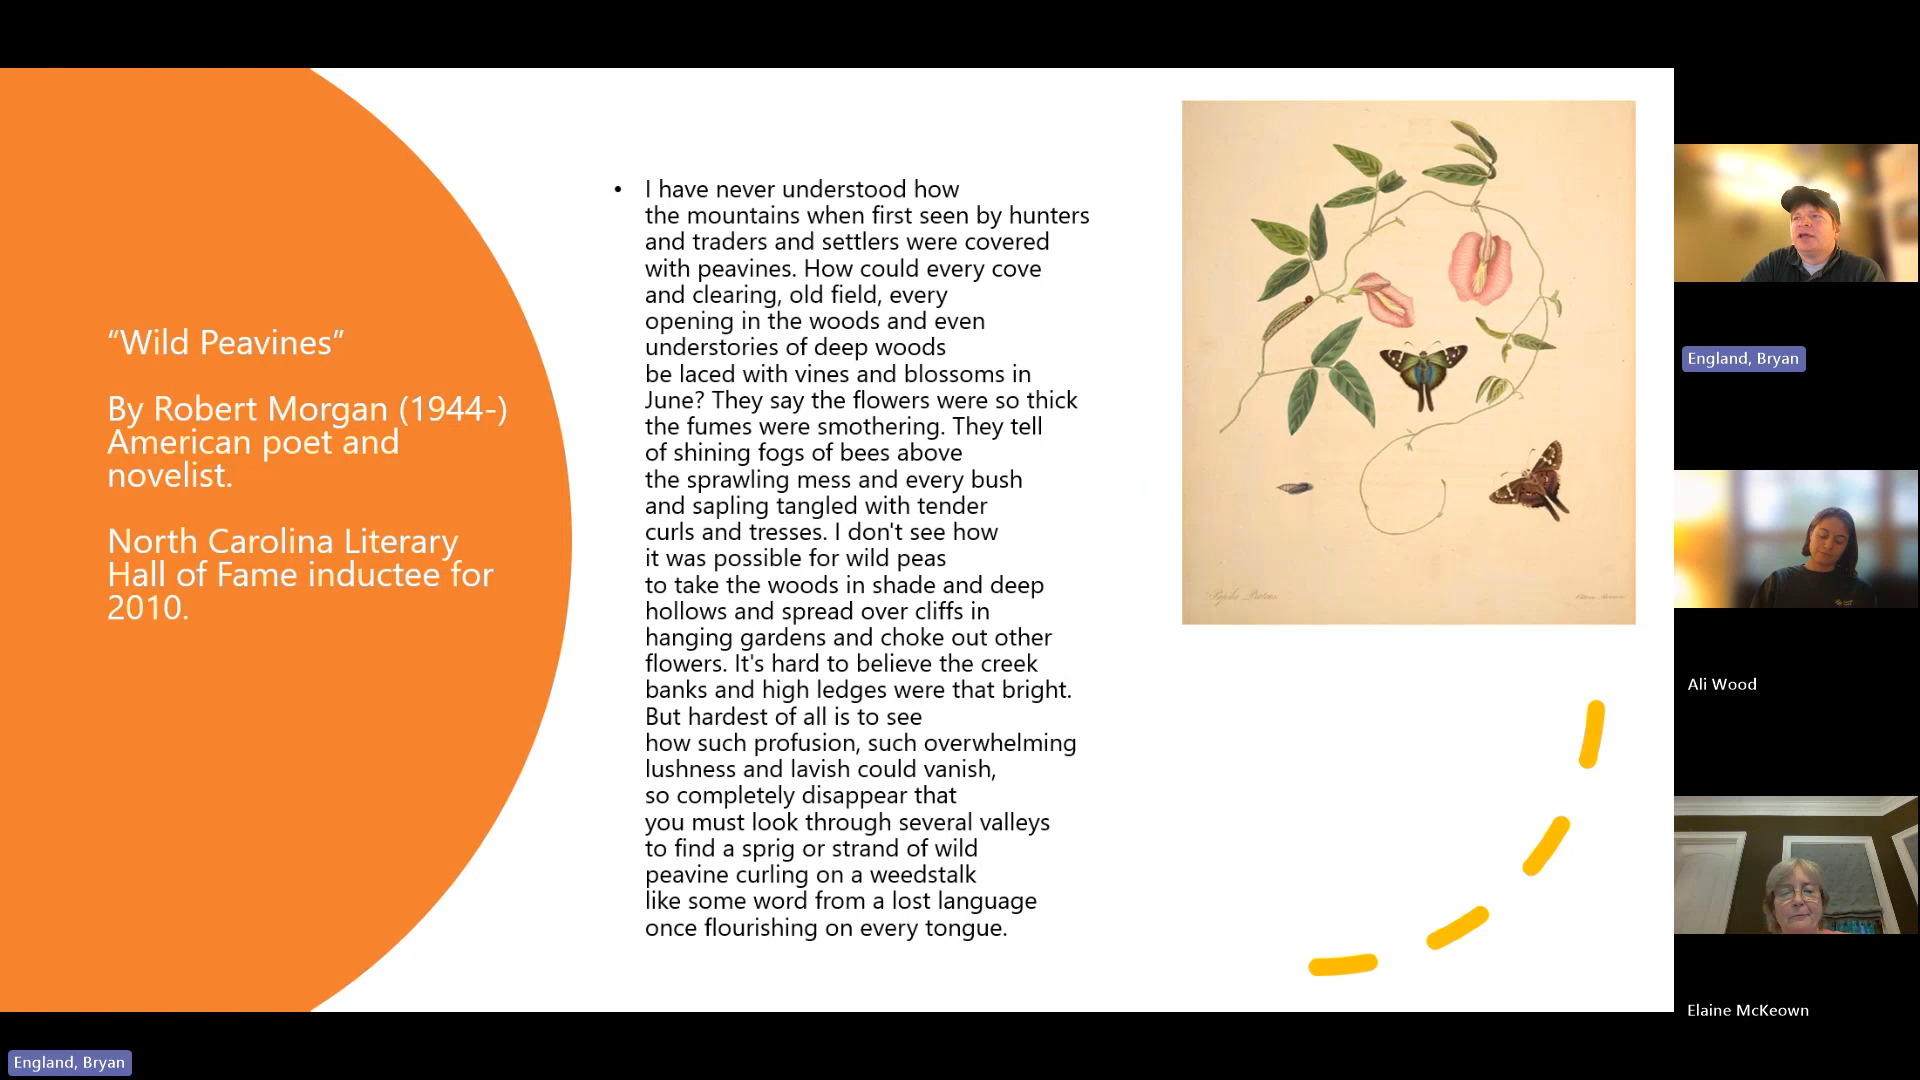 “Wild Peavines”
By Robert Morgan (1944-)
American poet and
novelist.
North Carolina Literary
Hall of Fame inductee for
2010.
• I have never understood how
the mountains when first seen by hunters
and traders and settlers were covered
with peavines. How could every cove
and clearing, old field, every
opening in the woods and even
understories of deep woods
be laced with vines and blossoms in
June? They say the flowers were so thick
the fumes were smothering. They tell
of shining fogs of bees above
the sprawling mess and every bush
and sapling tangled with tender
curls and tresses. I don't see how
it was possible for wild peas
to take the woods in shade and deep
hollows and spread over cliffs in
hanging gardens and choke out other
flowers. It's hard to believe the creek
banks and high ledges were that bright.
But hardest of all is to see
how such profusion, such overwhelming
lushness and lavish could vanish,
so completely disappear that
you must look through several valleys
to find a sprig or strand of wild
peavine curling on a weedstalk
like some word from a lost language
once flourishing on every tongue.
England, Bryan
Ali Wood
Elaine McKeown
England, Bryan